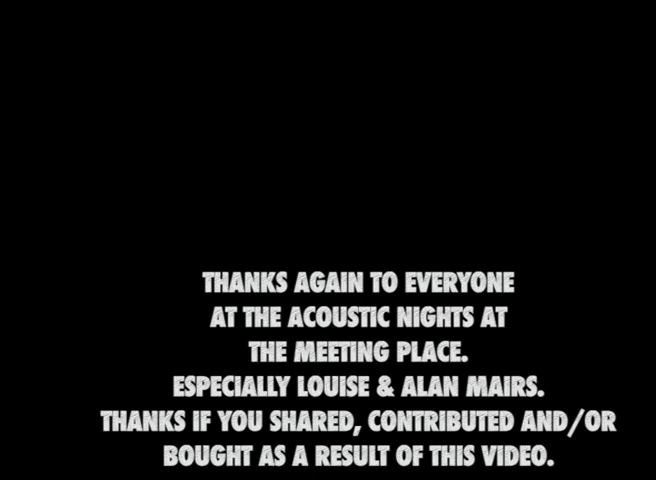 THANKS AGAIN TO EVERYONE
AT THE ACOUSTIC NIGHTS AT
THE MEETING PLACE.
ESPECIALLY LOUISE & ALAN MAIRS.
THANKS IF YOU SHARED, CONTRIBUTED AND/OR
BOUGHT AS A RESULT OF THIS VIDEO.